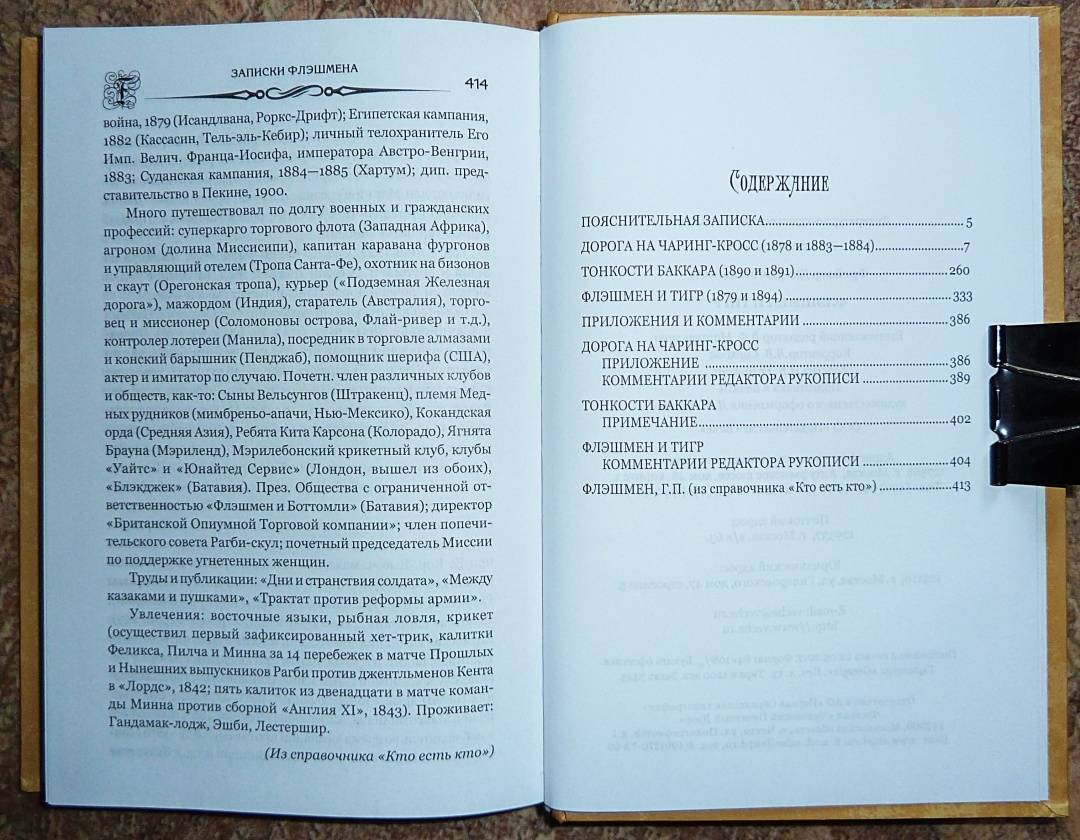 ЗАПИСКИ ФЛЭШМЕНА
414
война, 1879 (Исандлвана, Роркс-Дрифт); Египетская кампания,
1882 (Кассасин, Тель-эль-Кебир); личный телохранитель Его
Имп. Велич. Франца-Иосифа, императора Австро-Венгрии,
1883; Суданская кампания, 1884—1885 (Хартум); дип. пред-
ставительство в Пекине, 1900.
Много путешествовал по долгу военных и гражданских
профессий: суперкарго торгового флота (Западная Африка),
агроном (долина Миссисипи), капитан каравана фургонов
и управляющий отелем (Тропа Санта-Фе), охотник на бизонов
и скаут (Орегонская тропа), курьер («Подземная Железная
дорога»), мажордом (Индия), старатель (Австралия), торго-
вец и миссионер (Соломоновы острова, Флай-ривер и т.д.),
контролер лотереи (Манила), посредник в торговле алмазами
и конский барышник (Пенджаб), помощник шерифа (США),
актер и имитатор по случаю. Почетн. член различных клубов
и обществ, как-то: Сыны Вельсунгов (Штракенц), племя Мед-
ных рудников (мимбреньо-апачи, Нью-Мексико), Кокандская
орда (Средняя Азия), Ребята Кита Карсона (Колорадо), Ягнята
Брауна (Мэриленд), Мэрилебонский крикетный клуб, клубы
«Уайтс» и «Юнайтед Сервис» (Лондон, вышел из обоих),
«Блэкджек» (Батавия). През. Общества с ограниченной от-
ветственностью «Флэшмен и Боттомли» (Батавия); директор
«Британской Опиумной Торговой компании»; член попечи-
тельского совета Рагби-скул; почетный председатель Миссии
по поддержке угнетенных женщин.
Труды и публикации: «Дни и странствия солдата», «Между
казаками и пушками», «Трактат против реформы армии».
Увлечения: восточные языки, рыбная ловля, крикет
(осуществил первый зафиксированный хет-трик, калитки
Феликса, Пилча и Минна за 14 перебежек в матче Прошлых
и Нынешних выпускников Рагби против джентльменов Кента
в «Лордс», 1842; пять калиток из двенадцати в матче коман-
ды Минна против сборной «Англия XI», 1843). Проживает:
Гандамак-лодж, Эшби, Лестершир.
(Из справочника «Кто есть кто»)
СОДЕРЖАНИЕ
ПОЯСНИТЕЛЬНАЯ ЗАПИСКА 5
ДОРОГА НА ЧАРИНГ-КРОСС (1878 и 1883—1884) 7
ТОНКОСТИ БАККАРА (1890 и 1891) 260
ФЛЭШМЕН И ТИГР (1879 и 1894) 333
ПРИЛОЖЕНИЯ И КОММЕНТАРИИ 386
ДОРОГА НА ЧАРИНГ-КРОСС
ПРИЛОЖЕНИЕ 386
КОММЕНТАРИИ РЕДАКТОРА РУКОПИСИ 389
ТОНКОСТИ БАККАРА
ПРИМЕЧАНИЕ 402
ФЛЭШМЕН И ТИГР
КОММЕНТАРИИ РЕДАКТОРА РУКОПИСИ 404
ФЛЭШМЕН, Г.П. (из справочника «Кто есть кто») 413